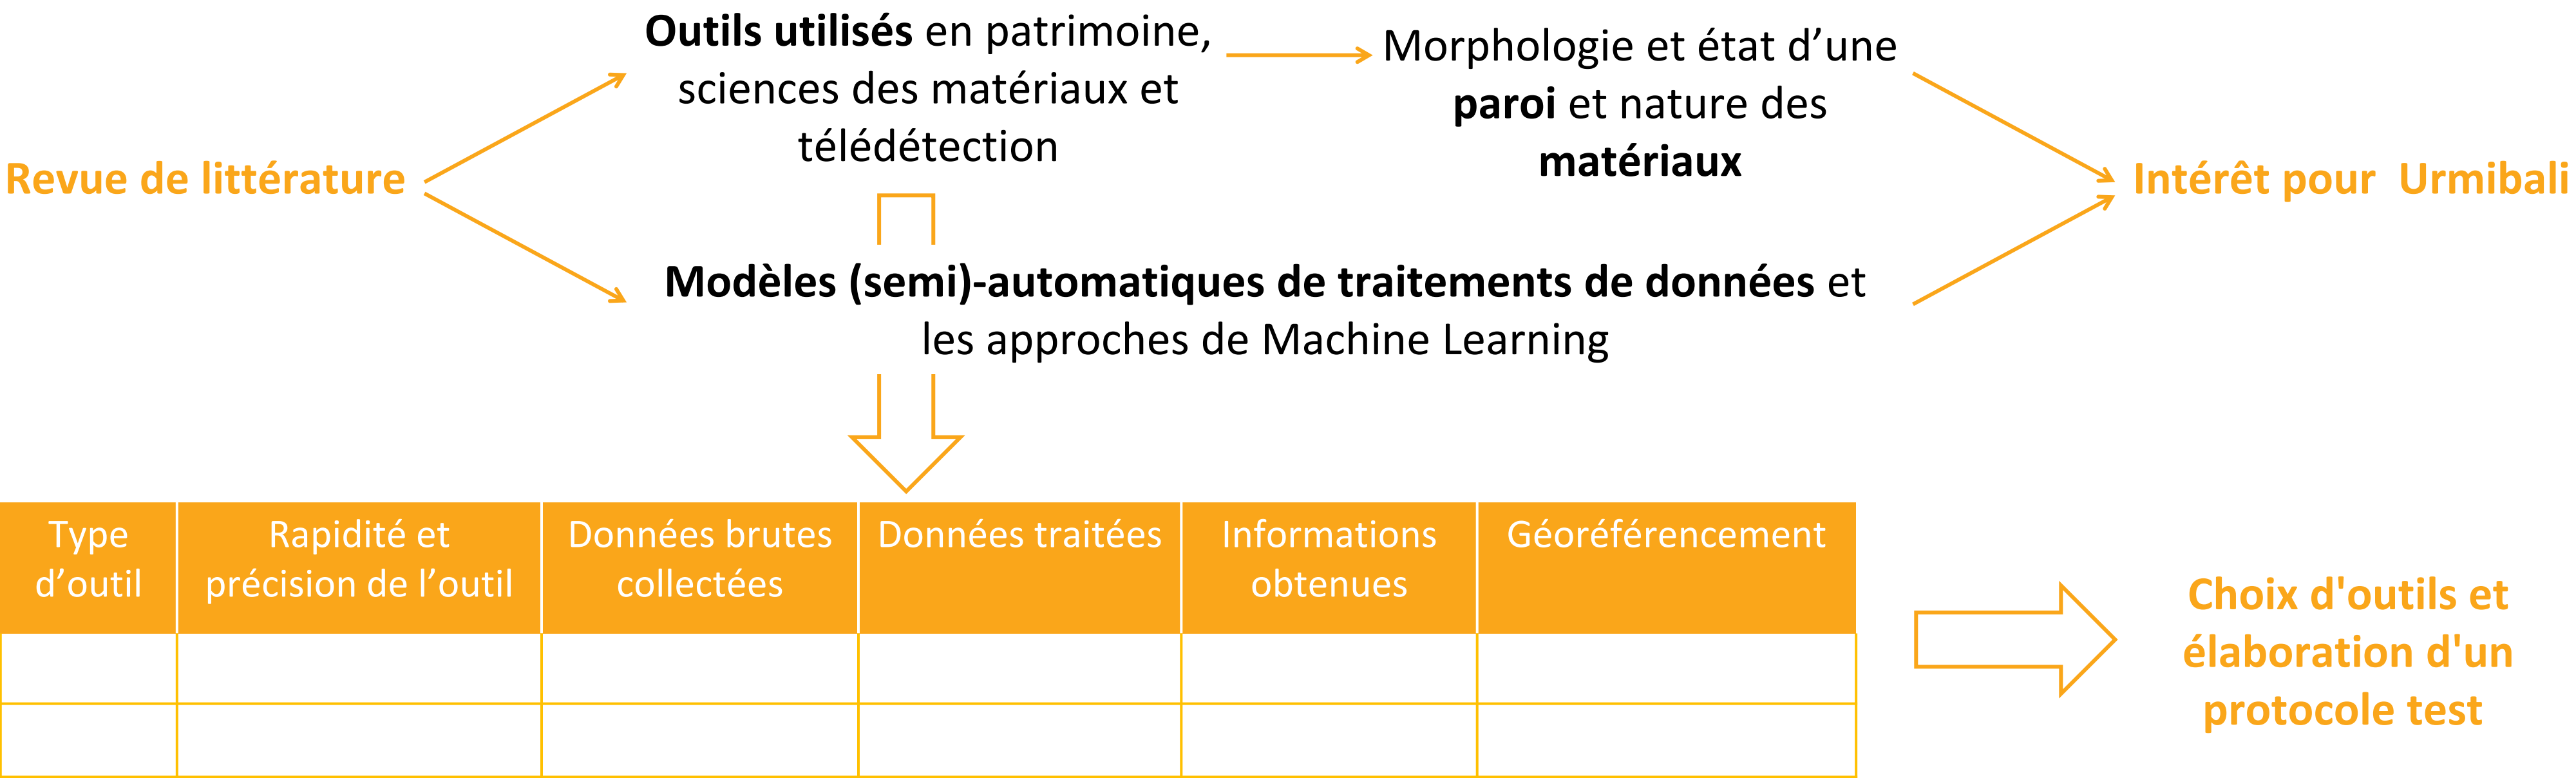 Outils utilisés en patrimoine,
sciences des matériaux et
télédétection
Morphologie et état d’une
paroi et nature des
matériaux
Revue de littérature
Intérêt pour  Urmibali
Modèles (semi)-automatiques de traitements de données et
les approches de Machine Learning
Type
d’outil
Rapidité et
précision de l’outil
Données brutes
collectées
Données traitées
Informations
obtenues
Géoréférencement
Choix d'outils et
élaboration d'un
protocole test